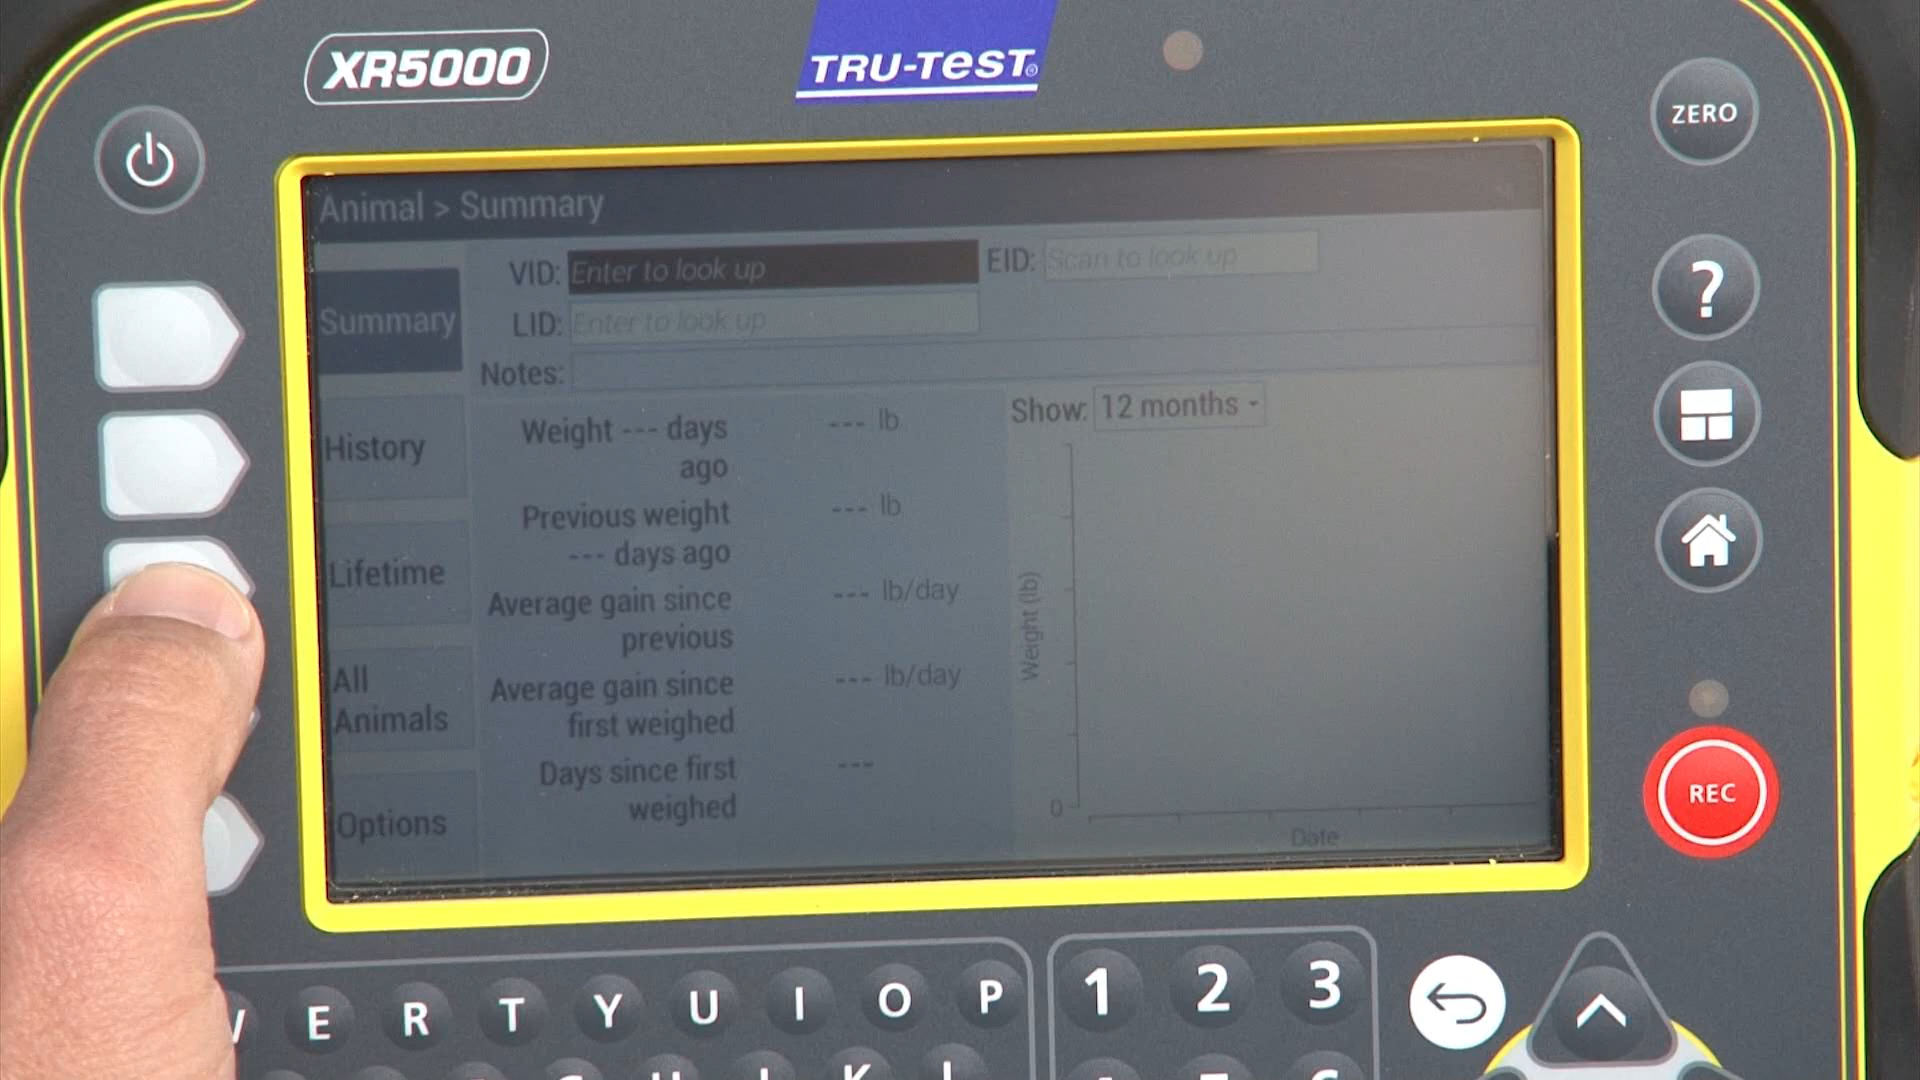 XR5000
TRU-TEST®
ZERO
Animal > Summary
VID: Enter to look up
EID: Scan to look up
Summary
LID: Enter to look up
?
Notes:
Show: 12 months
History
Weight --- days
ago
--- lb
Previous weight
--- days ago
--- lb
Lifetime
Average gain since
previous
--- lb/day
All
Animals
Average gain since
first weighed
--- lb/day
Days since first
weighed
---
Options
Weight (lb)
0
Date
REC
E R T Y U I O P
1 2 3